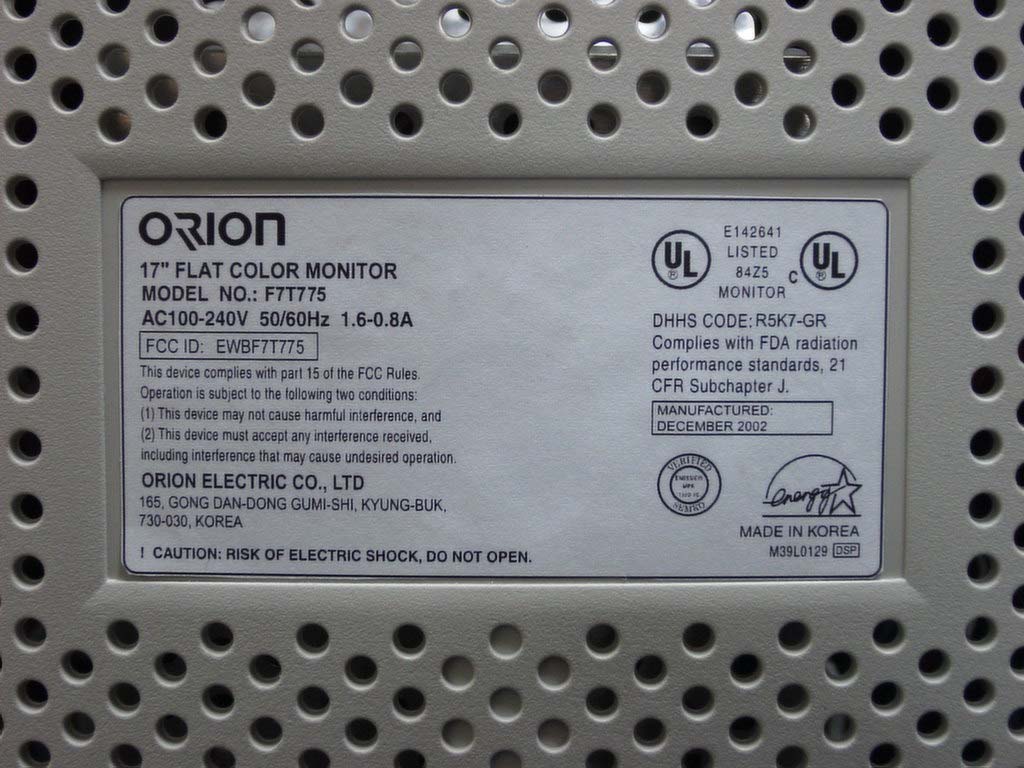 ORION
17" FLAT COLOR MONITOR
MODEL NO.: F7T775
AC100-240V 50/60Hz 1.6-0.8A
FCC ID: EWBF7T775
This device complies with part 15 of the FCC Rules.
Operation is subject to the following two conditions:
(1) This device may not cause harmful interference, and
(2) This device must accept any interference received,
including interference that may cause undesired operation.
ORION ELECTRIC CO., LTD
165, GONG DAN-DONG GUMI-SHI, KYUNG-BUK,
730-030, KOREA
! CAUTION: RISK OF ELECTRIC SHOCK, DO NOT OPEN.
UL
®
E142641
LISTED
84Z5
MONITOR
C UL
®
DHHS CODE: R5K7-GR
Complies with FDA radiation
performance standards, 21
CFR Subchapter J.
MANUFACTURED:
DECEMBER 2002
VERIFIED
SEMKO
energy
MADE IN KOREA
M39L0129 DSP